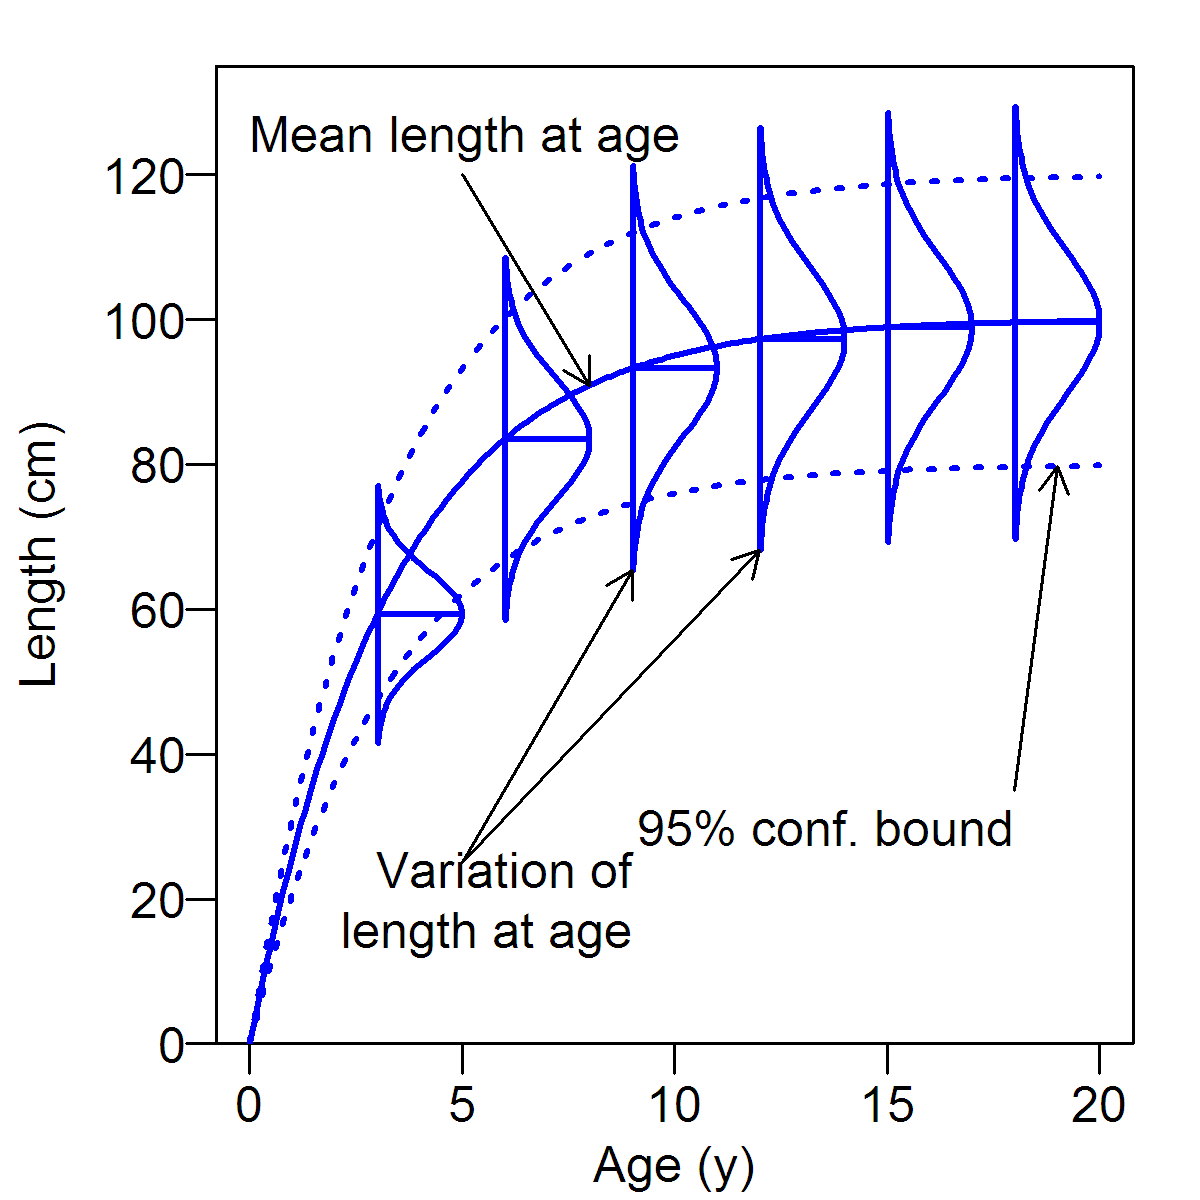 Mean length at age
120
100
80
60
40
20
0
Length (cm)
95% conf. bound
Variation of
length at age
0 5 10 15 20
Age (y)